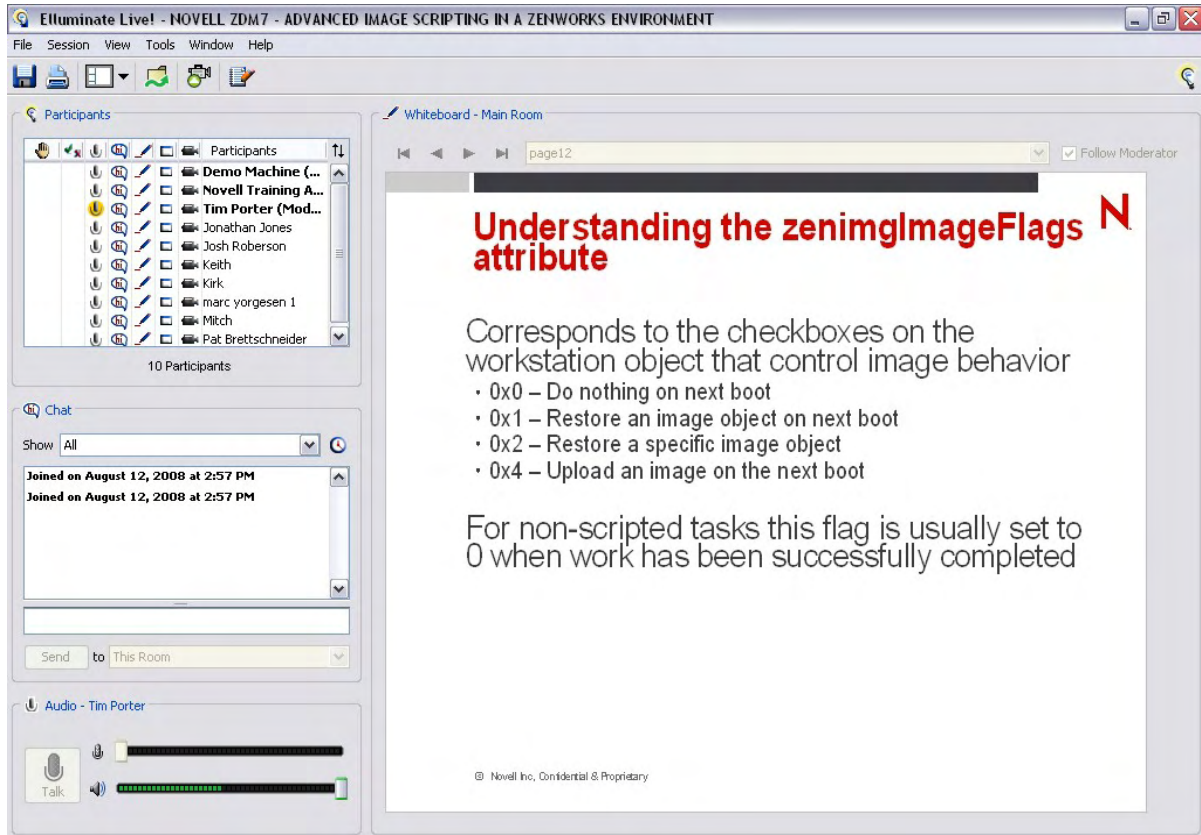 Elluminate Live! - NOVELL ZDM7 - ADVANCED IMAGE SCRIPTING IN A ZENWORKS ENVIRONMENT
File Session View Tools Window Help
Participants
Participants
Demo Machine (...
Novell Training A...
Tim Porter (Mod...
Jonathan Jones
Josh Roberson
Keith
Kirk
marc yorgesen 1
Mitch
Pat Brettschneider
10 Participants
Chat
Show All
Joined on August 12, 2008 at 2:57 PM
Joined on August 12, 2008 at 2:57 PM
Send to This Room
Audio - Tim Porter
Talk
Whiteboard - Main Room
page12
Follow Moderator
N
Understanding the zenimgImageFlags
attribute
Corresponds to the checkboxes on the
workstation object that control image behavior
• 0x0 – Do nothing on next boot
• 0x1 – Restore an image object on next boot
• 0x2 – Restore a specific image object
• 0x4 – Upload an image on the next boot
For non-scripted tasks this flag is usually set to
0 when work has been successfully completed
© Novell Inc, Confidential & Proprietary